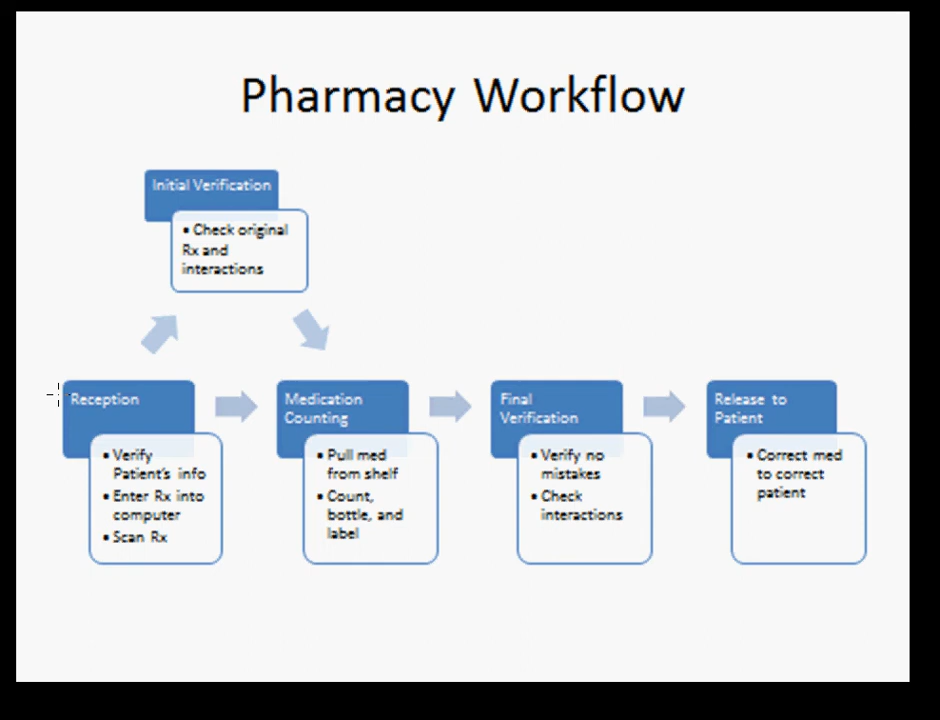 Pharmacy Workflow
Initial Verification
• Check original
Rx and
interactions
Reception
• Verify
Patient's info
• Enter Rx into
computer
• Scan Rx
Medication
Counting
• Pull med
from shelf
• Count,
bottle, and
label
Final
Verification
• Verify no
mistakes
• Check
interactions
Release to
Patient
• Correct med
to correct
patient